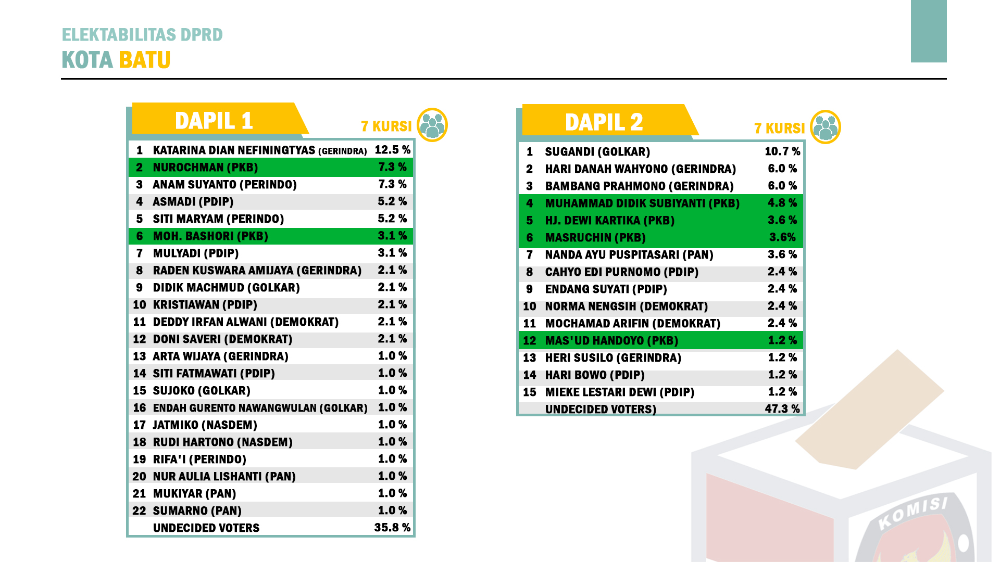 ELEKTABILITAS DPRD
KOTA BATU
DAPIL 1
7 KURSI
1 KATARINA DIAN NEFININGTYAS (GERINDRA) 12.5 %
2 NUROCHMAN (PKB) 7.3 %
3 ANAM SUYANTO (PERINDO) 7.3 %
4 ASMADI (PDIP) 5.2 %
5 SITI MARYAM (PERINDO) 5.2 %
6 MOH. BASHORI (PKB) 3.1 %
7 MULYADI (PDIP) 3.1 %
8 RADEN KUSWARA AMIJAYA (GERINDRA) 2.1 %
9 DIDIK MACHMUD (GOLKAR) 2.1 %
10 KRISTIAWAN (PDIP) 2.1 %
11 DEDDY IRFAN ALWANI (DEMOKRAT) 2.1 %
12 DONI SAVERI (DEMOKRAT) 2.1 %
13 ARTA WIJAYA (GERINDRA) 1.0 %
14 SITI FATMAWATI (PDIP) 1.0 %
15 SUJOKO (GOLKAR) 1.0 %
16 ENDAH GURENTO NAWANGWULAN (GOLKAR) 1.0 %
17 JATMIKO (NASDEM) 1.0 %
18 RUDI HARTONO (NASDEM) 1.0 %
19 RIFA'I (PERINDO) 1.0 %
20 NUR AULIA LISHANTI (PAN) 1.0 %
21 MUKIYAR (PAN) 1.0 %
22 SUMARNO (PAN) 1.0 %
UNDECIDED VOTERS 35.8 %
DAPIL 2
7 KURSI
1 SUGANDI (GOLKAR) 10.7 %
2 HARI DANAH WAHYONO (GERINDRA) 6.0 %
3 BAMBANG PRAHMONO (GERINDRA) 6.0 %
4 MUHAMMAD DIDIK SUBIYANTI (PKB) 4.8 %
5 HJ. DEWI KARTIKA (PKB) 3.6 %
6 MASRUCHIN (PKB) 3.6%
7 NANDA AYU PUSPITASARI (PAN) 3.6 %
8 CAHYO EDI PURNOMO (PDIP) 2.4 %
9 ENDANG SUYATI (PDIP) 2.4 %
10 NORMA NENGSIH (DEMOKRAT) 2.4 %
11 MOCHAMAD ARIFIN (DEMOKRAT) 2.4 %
12 MAS'UD HANDOYO (PKB) 1.2 %
13 HERI SUSILO (GERINDRA) 1.2 %
14 HARI BOWO (PDIP) 1.2 %
15 MIEKE LESTARI DEWI (PDIP) 1.2 %
UNDECIDED VOTERS) 47.3 %
KOMISI